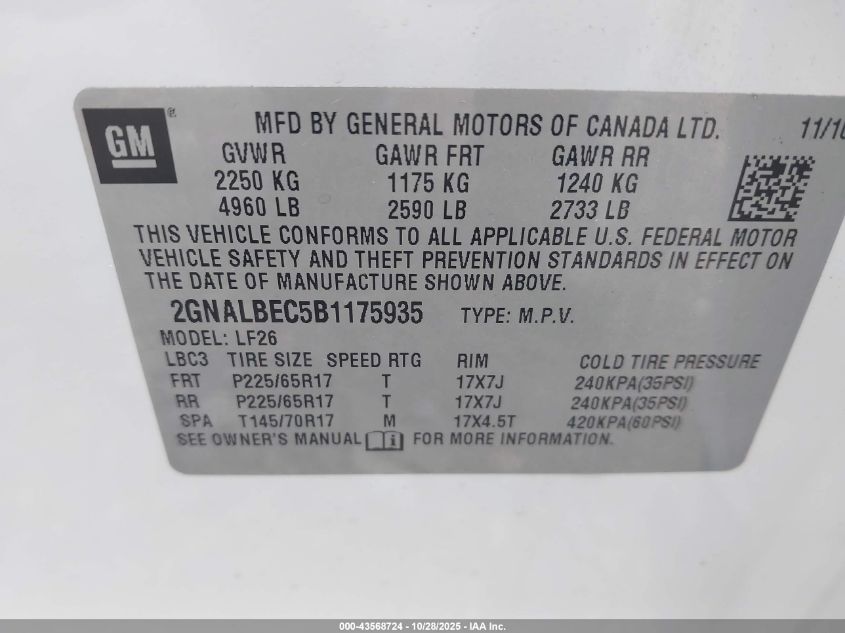 GM ® MFD BY GENERAL MOTORS OF CANADA LTD. 11/10
GVWR GAWR FRT GAWR RR
2250 KG 1175 KG 1240 KG
4960 LB 2590 LB 2733 LB
THIS VEHICLE CONFORMS TO ALL APPLICABLE U.S. FEDERAL MOTOR
VEHICLE SAFETY AND THEFT PREVENTION STANDARDS IN EFFECT ON
THE DATE OF MANUFACTURE SHOWN ABOVE.
2GNALBEC5B1175935 TYPE: M.P.V.
MODEL: LF26
LBC3 TIRE SIZE SPEED RTG RIM COLD TIRE PRESSURE
FRT P225/65R17 T 17X7J 240KPA(35PSI)
RR P225/65R17 T 17X7J 240KPA(35PSI)
SPA T145/70R17 M 17X4.5T 420KPA(60PSI)
SEE OWNER'S MANUAL i FOR MORE INFORMATION.
000-43568724 - 10/28/2025 - IAA Inc.